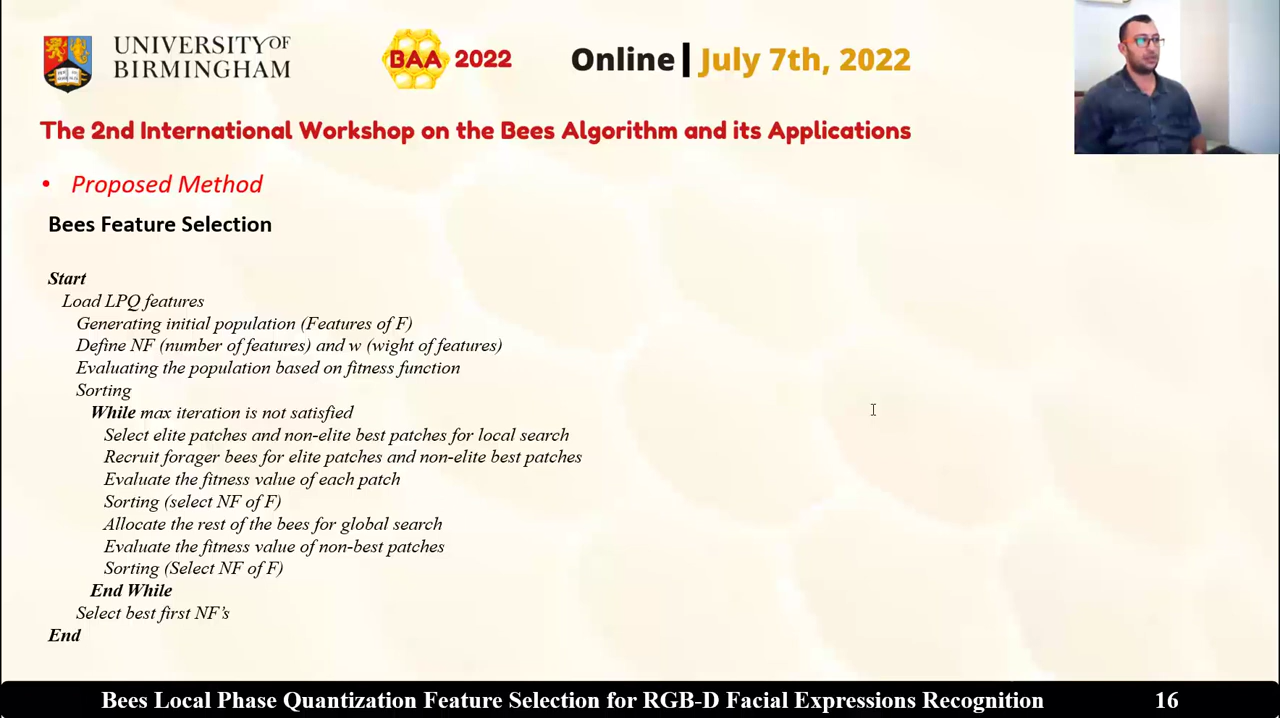 UNIVERSITY OF
BIRMINGHAM
BAA 2022
Online | July 7th, 2022
The 2nd International Workshop on the Bees Algorithm and its Applications
• Proposed Method
Bees Feature Selection
Start
Load LPQ features
Generating initial population (Features of F)
Define NF (number of features) and w (wight of features)
Evaluating the population based on fitness function
Sorting
While max iteration is not satisfied
Select elite patches and non-elite best patches for local search
Recruit forager bees for elite patches and non-elite best patches
Evaluate the fitness value of each patch
Sorting (select NF of F)
Allocate the rest of the bees for global search
Evaluate the fitness value of non-best patches
Sorting (Select NF of F)
End While
Select best first NF’s
End
Bees Local Phase Quantization Feature Selection for RGB-D Facial Expressions Recognition 16